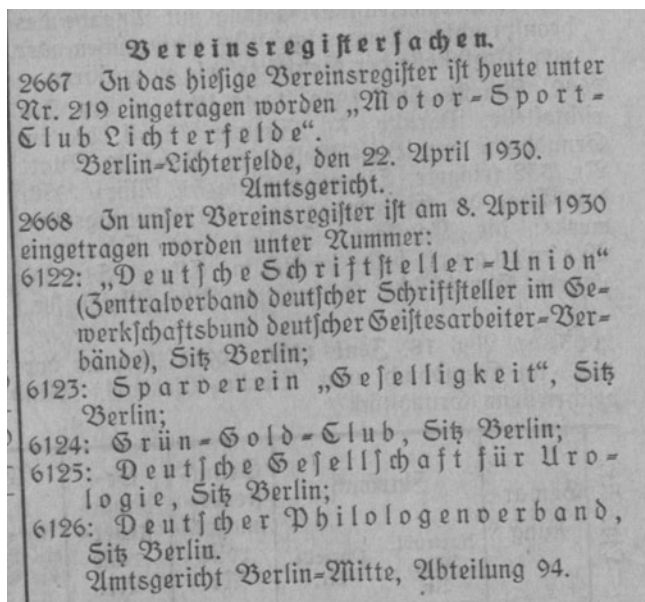 Vereinsregiſterſachen.
2667 In das hieſige Vereinsregiſter iſt heute unter
Nr. 219 eingetragen worden „Motor-Sport-
Club Lichterfelde“.
Berlin-Lichterfelde, den 22. April 1930.
Amtsgericht.
2668 In unſer Vereinsregiſter iſt am 8. April 1930
eingetragen worden unter Nummer:
6122: „Deutſche Schriftſteller-Union“
(Zentralverband deutſcher Schriftſteller im Ge-
werkſchaftsbund deutſcher Geiſtesarbeiter-Ver-
bände), Sitz Berlin;
6123: Sparverein „Geſelligkeit“, Sitz
Berlin;
6124: Grün-Gold-Club, Sitz Berlin;
6125: Deutſche Geſellſchaft für Uro-
logie, Sitz Berlin;
6126: Deutſcher Philologenverband,
Sitz Berlin.
Amtsgericht Berlin-Mitte, Abteilung 94.